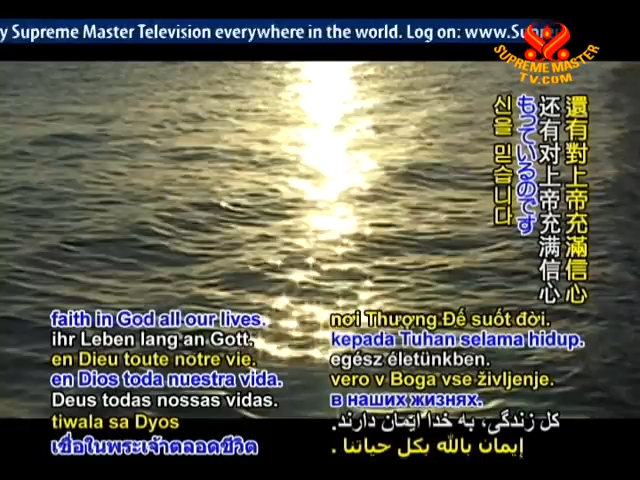 y Supreme Master Television everywhere in the world. Log on: www.Supr
SUPREME MASTER
TV.COM
還有對上帝充滿信心
还有对上帝充满信心
もっているのです
신을 믿습니다
faith in God all our lives.
ihr Leben lang an Gott.
en Dieu toute notre vie.
en Dios toda nuestra vida.
Deus todas nossas vidas.
tiwala sa Dyos
เชื่อในพระเจ้าตลอดชีวิต
nơi Thượng Đế suốt đời.
kepada Tuhan selama hidup.
egész életünkben.
vero v Boga vse življenje.
в наших жизнях.
کل زندگی، به خدا ایمان دارند.
إيمان بالله بكل حياتنا .